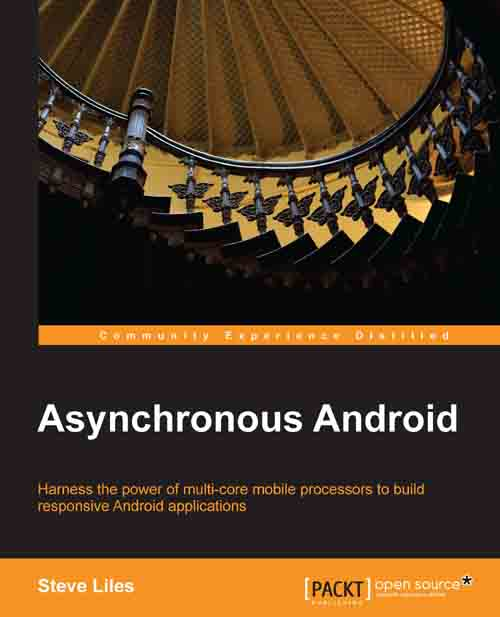 Community Experience Distilled
Asynchronous Android
Harness the power of multi-core mobile processors to build
responsive Android applications
Steve Liles
[PACKT]
PUBLISHING
open source*